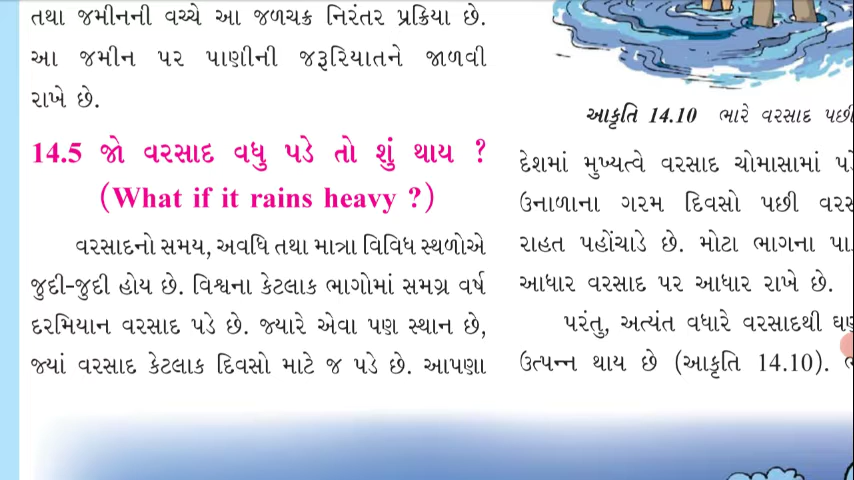 તથા જમીનની વચ્ચે આ જળચક્ર નિરંતર પ્રક્રિયા છે.
આ જમીન પર પાણીની જરૂરિયાતને જાળવી
રાખે છે.
14.5 જો વરસાદ વધુ પડે તો શું થાય ?
(What if it rains heavy ?)
વરસાદનો સમય, અવધિ તથા માત્રા વિવિધ સ્થળોએ
જુદી-જુદી હોય છે. વિશ્વના કેટલાક ભાગોમાં સમગ્ર વર્ષ
દરમિયાન વરસાદ પડે છે. જ્યારે એવા પણ સ્થાન છે,
જ્યાં વરસાદ કેટલાક દિવસો માટે જ પડે છે. આપણા
આકૃતિ 14.10 ભારે વરસાદ પછી
દેશમાં મુખ્યત્વે વરસાદ ચોમાસામાં
ઉનાળાના ગરમ દિવસો પછી
રાહત પહોંચાડે છે. મોટા ભાગના
આધાર વરસાદ પર આધાર રાખે છે.
પરંતુ, અત્યંત વધારે વરસાદથી
ઉત્પન્ન થાય છે (આકૃતિ 14.10).